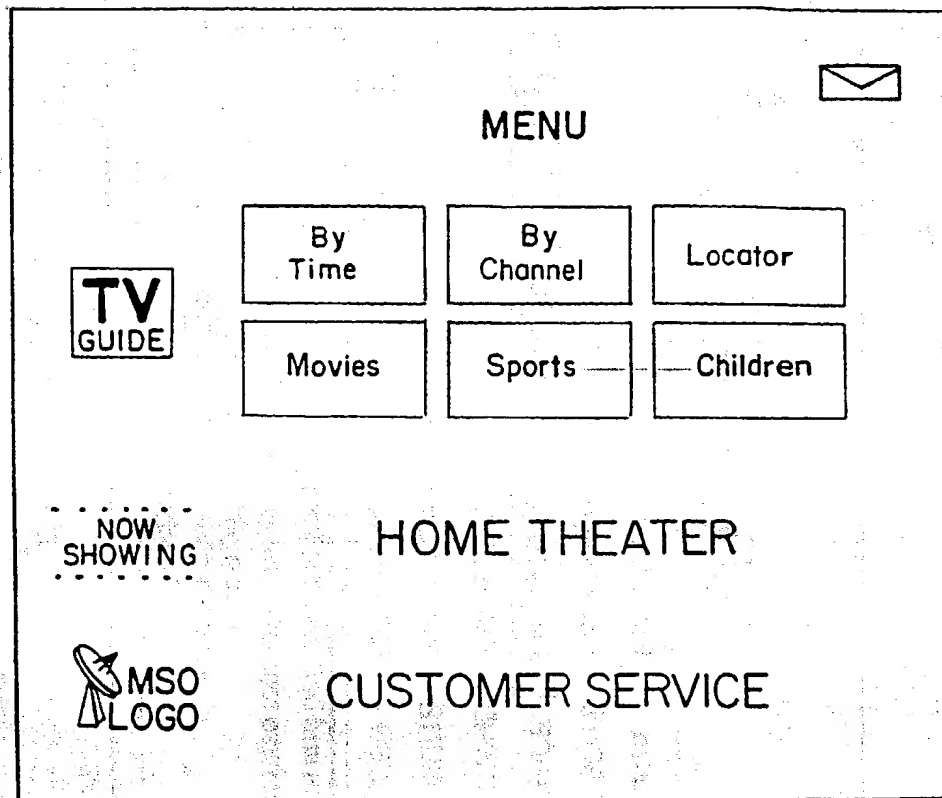 MENU
By
Time
By
Channel
Locator
TV
GUIDE
Movies
Sports
Children
NOW
SHOWING
HOME THEATER
MSO
LOGO
CUSTOMER SERVICE